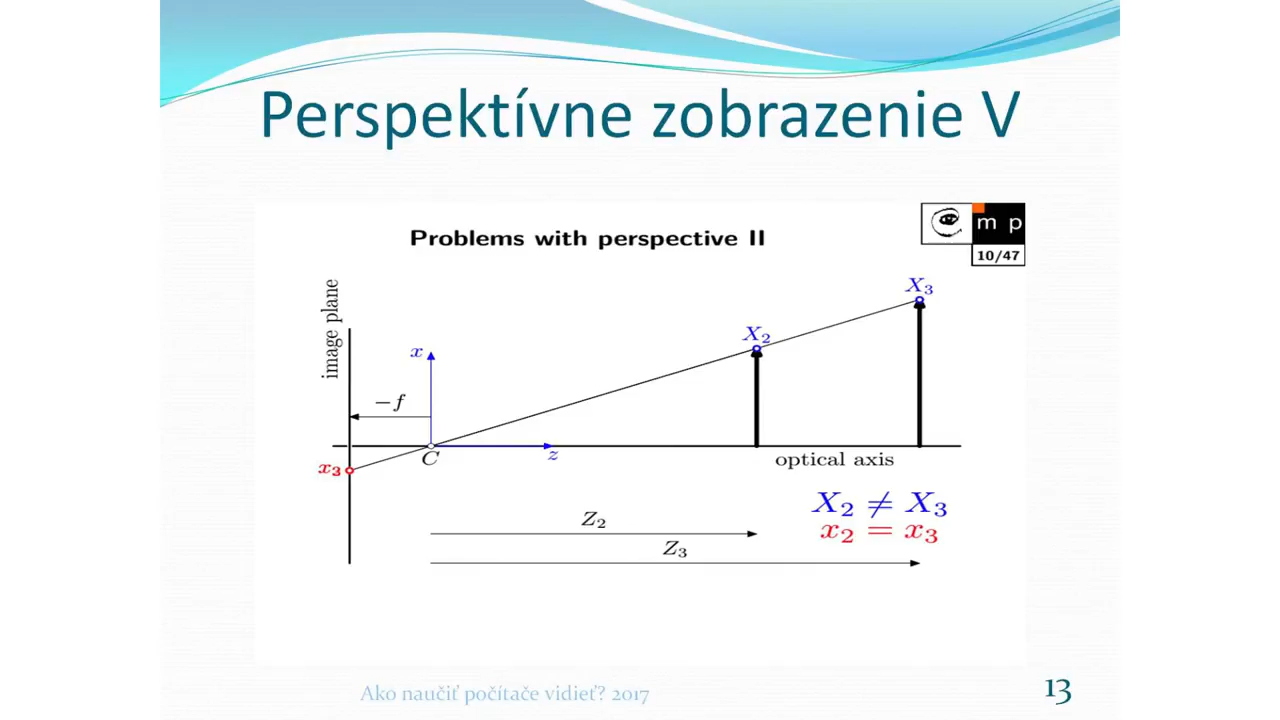 Perspektívne zobrazenie V
Problems with perspective II
m p
10/47
image plane
x
−f
X₂
X₃
x₃
C
z
optical axis
Z₂
Z₃
X₂ ≠ X₃
x₂ = x₃
Ako naučiť počítače vidieť? 2017
13